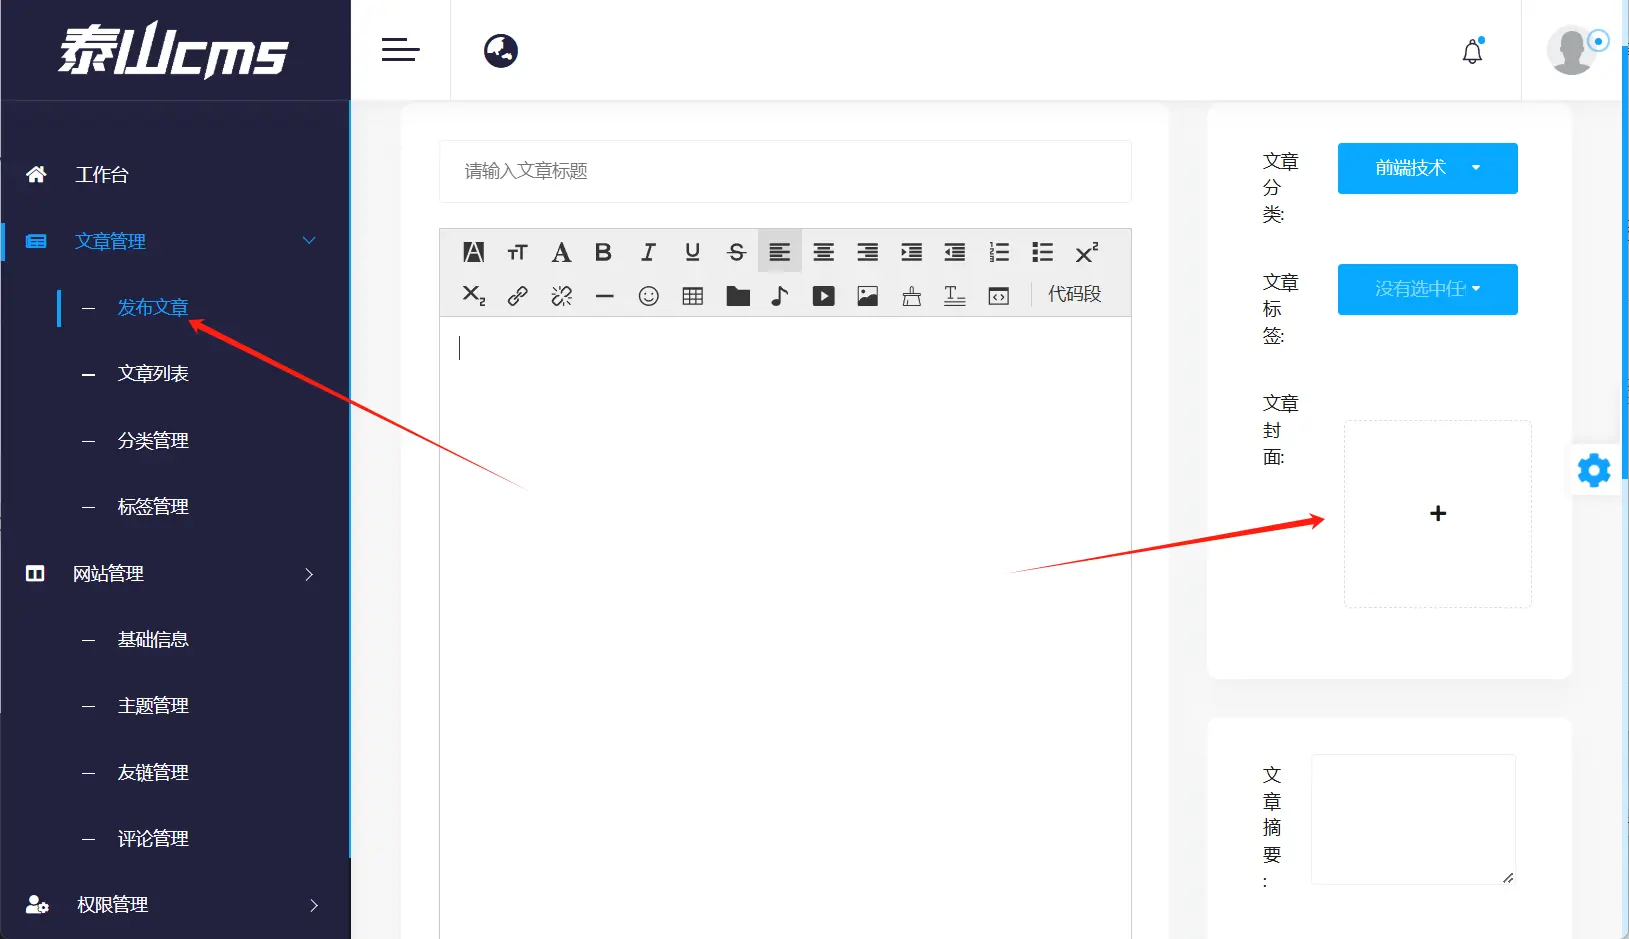 泰山cms
工作台
文章管理
发布文章
文章列表
分类管理
标签管理
网站管理
基础信息
主题管理
友链管理
评论管理
权限管理
请输入文章标题
代码段
文章
分
类:
前端技术
文章
标
签:
没有选中任
文章
封
面:
文
章
摘
要
: